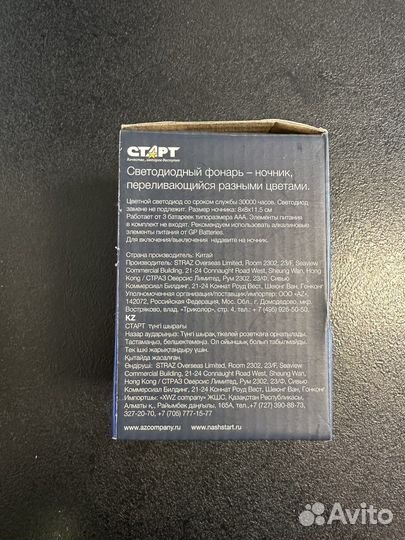 СТАРТ
Качество, которое доступно
Светодиодный фонарь – ночник,
переливающийся разными цветами.
Цветной светодиод со сроком службы 30000 часов. Светодиод
замене не подлежит. Размер ночника: 8x8x11,5 см
Работает от 3 батареек типоразмера ААА. Элементы питания
в комплект не входят. Рекомендуем использовать алкалиновые
элементы питания от GP Batteries.
Для включения/выключения надавите на ночник.
Страна производитель: Китай
Производитель: STRAZ Overseas Limited, Room 2302, 23/F, Seaview
Commercial Building, 21-24 Connaught Road West, Sheung Wan, Hong
Kong / СТРАЗ Оверсис Лимитед, Рум 2302, 23/O, Сивью
Коммерсиал Билдинг, 21-24 Коннат Роуд Вест, Шеюнг Ван, Гонконг
Уполномоченная организация/поставщик/импортер: ООО «AZ»,
142072, Российская Федерация, Мос. Обл., г. Домодедово, мкр.
Востряково, влад. «Триколор», стр. 4, тел.: +7 (495) 926-50-50.
KZ
СТАРТ түнгі шырағы
Назар аударыңыз: Түнгі шырақ тікелей розеткаға орнатылады.
Тастамаңыз, бөлшектемеңіз. Ол ойыншық болып табылмайды.
Тек ішкі жарықтандыру үшін.
Қытайда жасалған.
Өндіруші: STRAZ Overseas Limited, Room 2302, 23/F, Seaview
Commercial Building, 21-24 Connaught Road West, Sheung Wan,
Hong Kong / СТРАЗ Оверсис Лимитед, Рум 2302, 23/O, Сивью
Коммерсиал Билдинг, 21-24 Коннат Роуд Вест, Шеюнг Ван, Гонконг
Импортшы: «XWZ company» ЖШС, Қазақстан Республикасы,
Алматы қ., Райымбек даңғылы, 165А, тел.:+7 (727) 390-88-73,
327-20-70, +7 (705) 777-15-77
www.azcompany.ru www.nashstart.ru
Avito